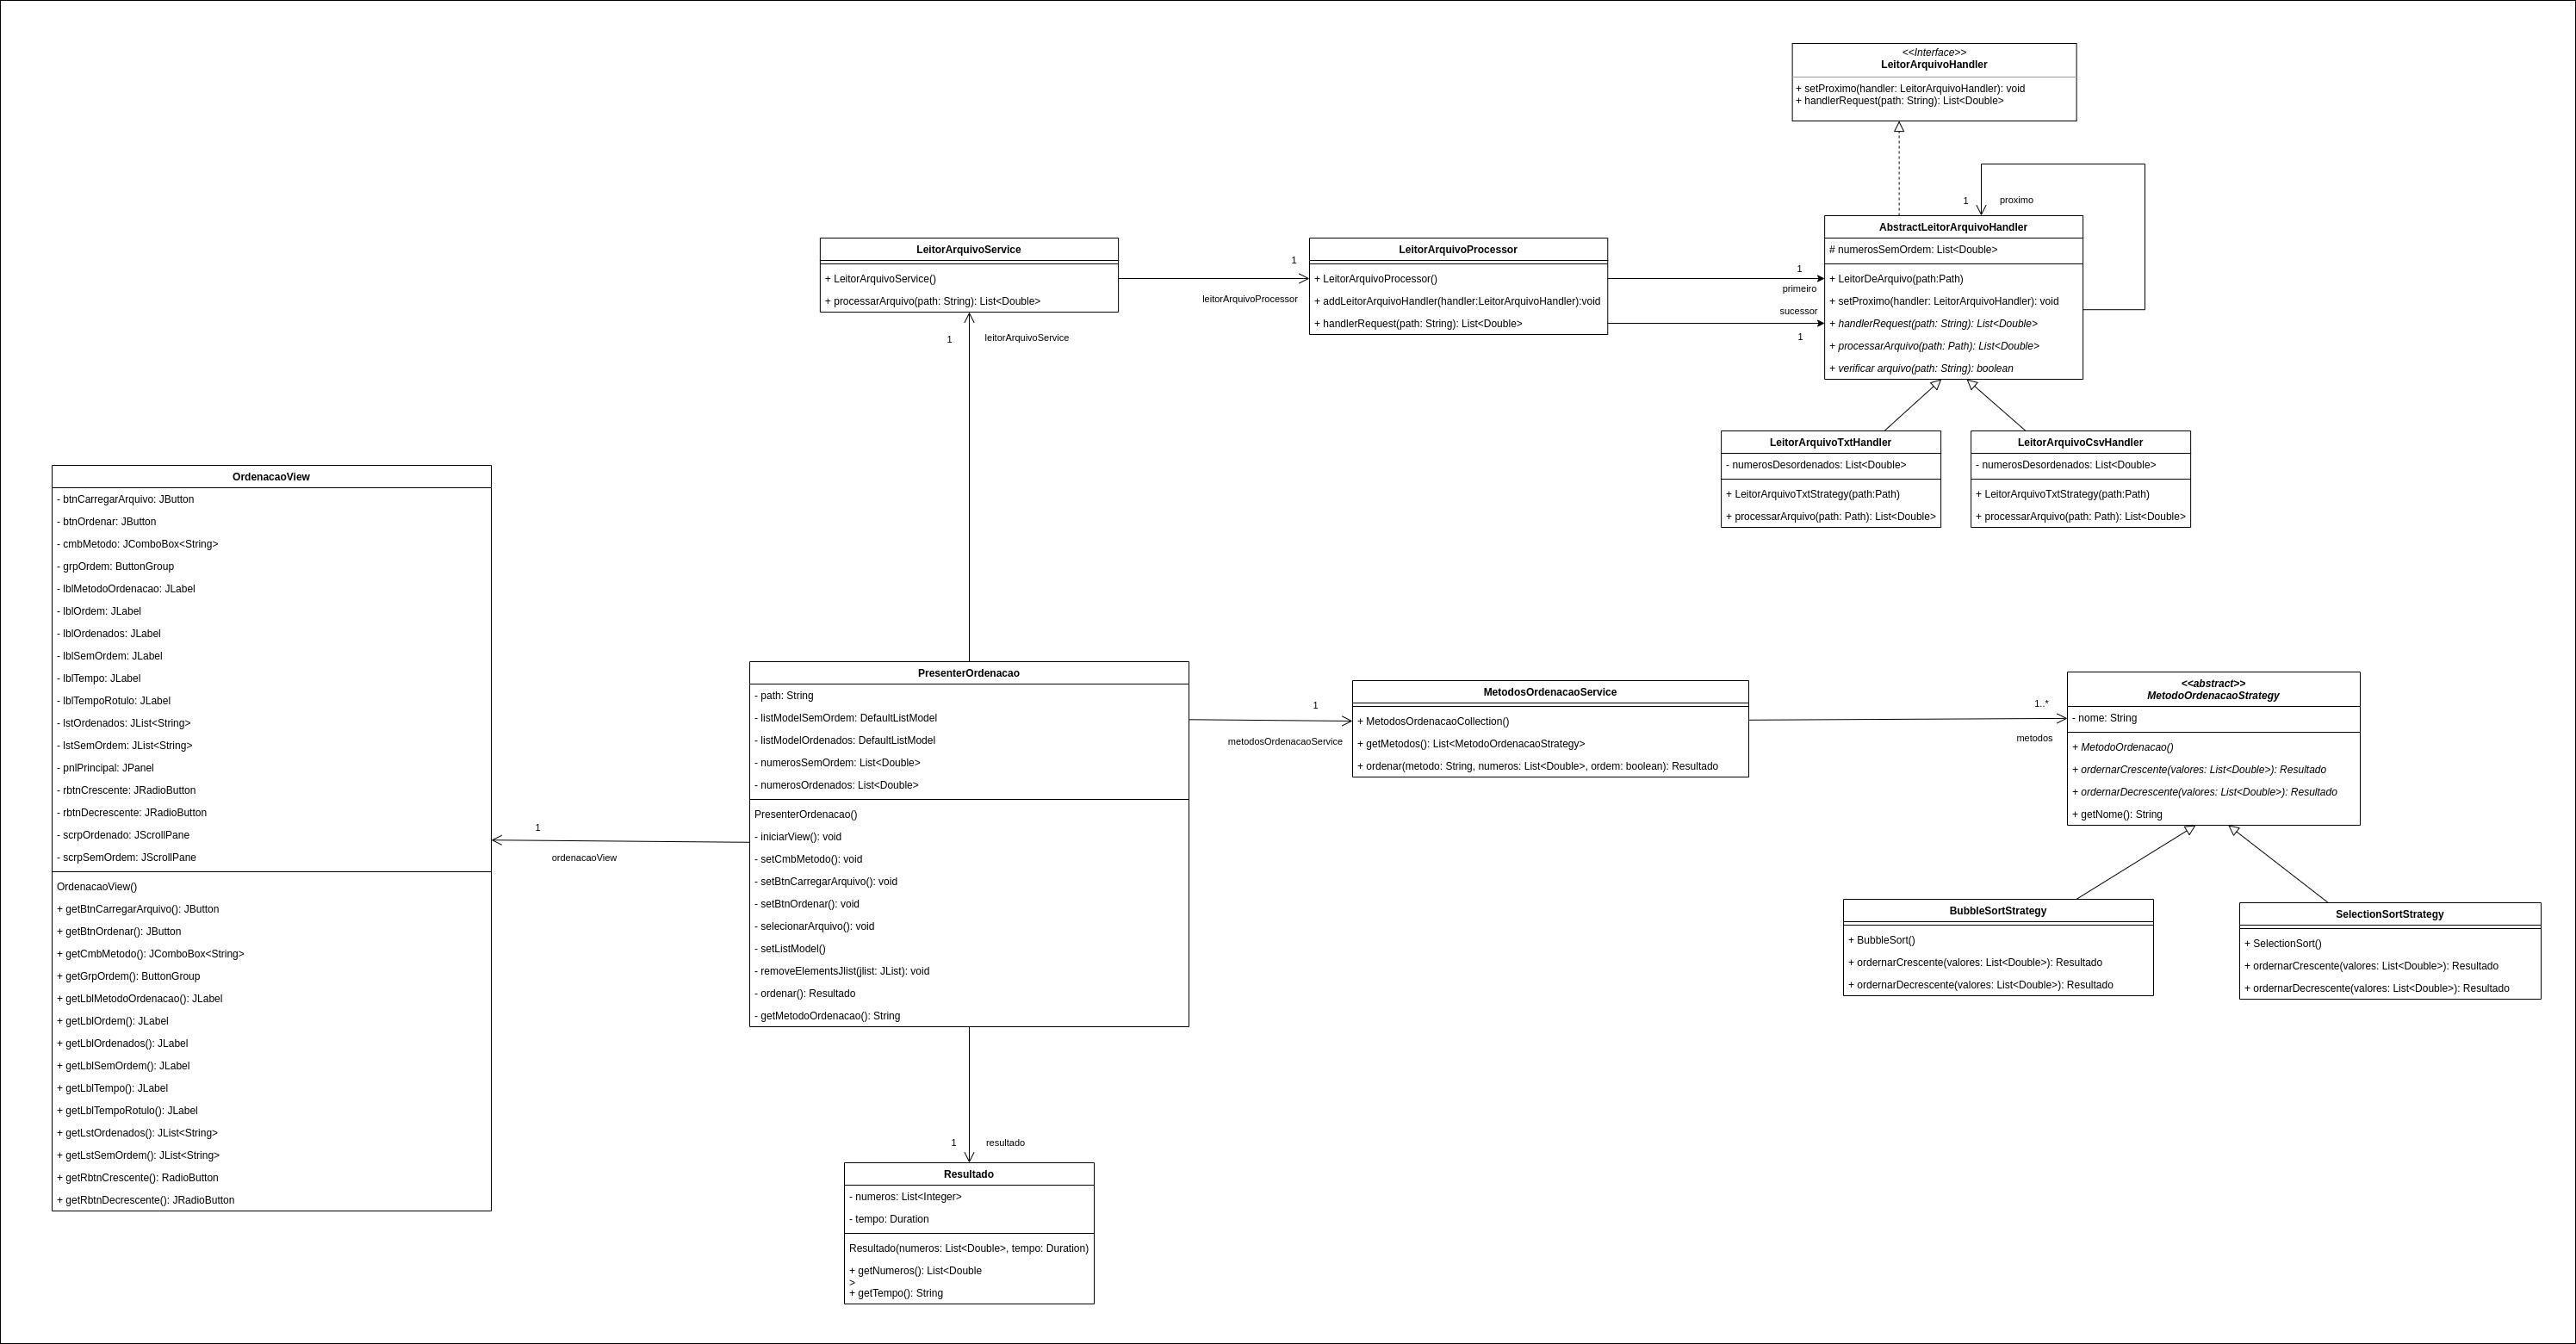 <<Interface>>
LeitorArquivoHandler
+ setProximo(handler: LeitorArquivoHandler): void
+ handlerRequest(path: String): List<Double>
1
proximo
AbstractLeitorArquivoHandler
# numerosSemOrdem: List<Double>
+ LeitorDeArquivo(path:Path)
+ setProximo(handler: LeitorArquivoHandler): void
+ handlerRequest(path: String): List<Double>
+ processarArquivo(path: Path): List<Double>
+ verificar arquivo(path: String): boolean
LeitorArquivoService
+ LeitorArquivoService()
+ processarArquivo(path: String): List<Double>
1
leitorArquivoProcessor
LeitorArquivoProcessor
+ LeitorArquivoProcessor()
+ addLeitorArquivoHandler(handler:LeitorArquivoHandler):void
+ handlerRequest(path: String): List<Double>
1
primeiro
sucessor
1
1
leitorArquivoService
LeitorArquivoTxtHandler
- numerosDesordenados: List<Double>
+ LeitorArquivoTxtStrategy(path:Path)
+ processarArquivo(path: Path): List<Double>
LeitorArquivoCsvHandler
- numerosDesordenados: List<Double>
+ LeitorArquivoTxtStrategy(path:Path)
+ processarArquivo(path: Path): List<Double>
OrdenacaoView
- btnCarregarArquivo: JButton
- btnOrdenar: JButton
- cmbMetodo: JComboBox<String>
- grpOrdem: ButtonGroup
- lblMetodoOrdenacao: JLabel
- lblOrdem: JLabel
- lblOrdenados: JLabel
- lblSemOrdem: JLabel
- lblTempo: JLabel
- lblTempoRotulo: JLabel
- lstOrdenados: JList<String>
- lstSemOrdem: JList<String>
- pnlPrincipal: JPanel
- rbtnCrescente: JRadioButton
- rbtnDecrescente: JRadioButton
- scrpOrdenado: JScrollPane
- scrpSemOrdem: JScrollPane
OrdenacaoView()
+ getBtnCarregarArquivo(): JButton
+ getBtnOrdenar(): JButton
+ getCmbMetodo(): JComboBox<String>
+ getGrpOrdem(): ButtonGroup
+ getLblMetodoOrdenacao(): JLabel
+ getLblOrdem(): JLabel
+ getLblOrdenados(): JLabel
+ getLblSemOrdem(): JLabel
+ getLblTempo(): JLabel
+ getLblTempoRotulo(): JLabel
+ getLstOrdenados(): JList<String>
+ getLstSemOrdem(): JList<String>
+ getRbtnCrescente(): RadioButton
+ getRbtnDecrescente(): JRadioButton
1
ordenacaoView
PresenterOrdenacao
- path: String
- listModelSemOrdem: DefaultListModel
- listModelOrdenados: DefaultListModel
- numerosSemOrdem: List<Double>
- numerosOrdenados: List<Double>
PresenterOrdenacao()
- iniciarView(): void
- setCmbMetodo(): void
- setBtnCarregarArquivo(): void
- setBtnOrdenar(): void
- selecionarArquivo(): void
- setListModel()
- removeElementsJlist(jlist: JList): void
- ordenar(): Resultado
- getMetodoOrdenacao(): String
1
metodosOrdenacaoService
MetodosOrdenacaoService
+ MetodosOrdenacaoCollection()
+ getMetodos(): List<MetodoOrdenacaoStrategy>
+ ordenar(metodo: String, numeros: List<Double>, ordem: boolean): Resultado
1..*
metodos
<<abstract>>
MetodoOrdenacaoStrategy
- nome: String
+ MetodoOrdenacao()
+ ordernarCrescente(valores: List<Double>): Resultado
+ ordernarDecrescente(valores: List<Double>): Resultado
+ getNome(): String
BubbleSortStrategy
+ BubbleSort()
+ ordernarCrescente(valores: List<Double>): Resultado
+ ordernarDecrescente(valores: List<Double>): Resultado
SelectionSortStrategy
+ SelectionSort()
+ ordernarCrescente(valores: List<Double>): Resultado
+ ordernarDecrescente(valores: List<Double>): Resultado
1
resultado
Resultado
- numeros: List<Integer>
- tempo: Duration
Resultado(numeros: List<Double>, tempo: Duration)
+ getNumeros(): List<Double
>
+ getTempo(): String